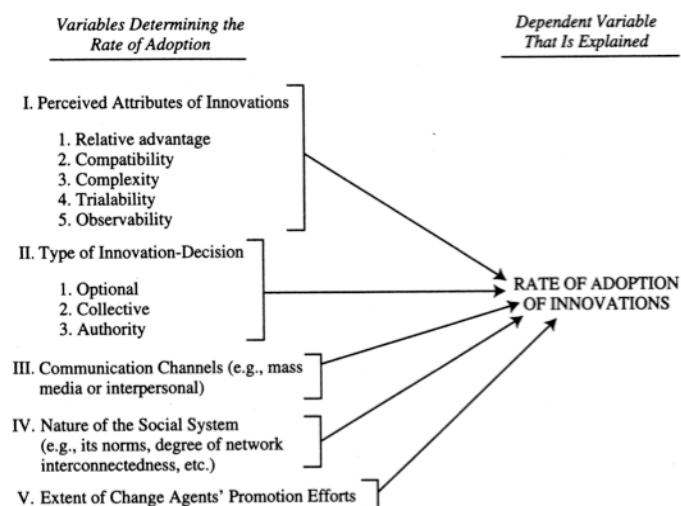 Variables Determining the
Rate of Adoption
Dependent Variable
That Is Explained
I. Perceived Attributes of Innovations
1. Relative advantage
2. Compatibility
3. Complexity
4. Trialability
5. Observability
II. Type of Innovation-Decision
1. Optional
2. Collective
3. Authority
RATE OF ADOPTION
OF INNOVATIONS
III. Communication Channels (e.g., mass
media or interpersonal)
IV. Nature of the Social System
(e.g., its norms, degree of network
interconnectedness, etc.)
V. Extent of Change Agents' Promotion Efforts